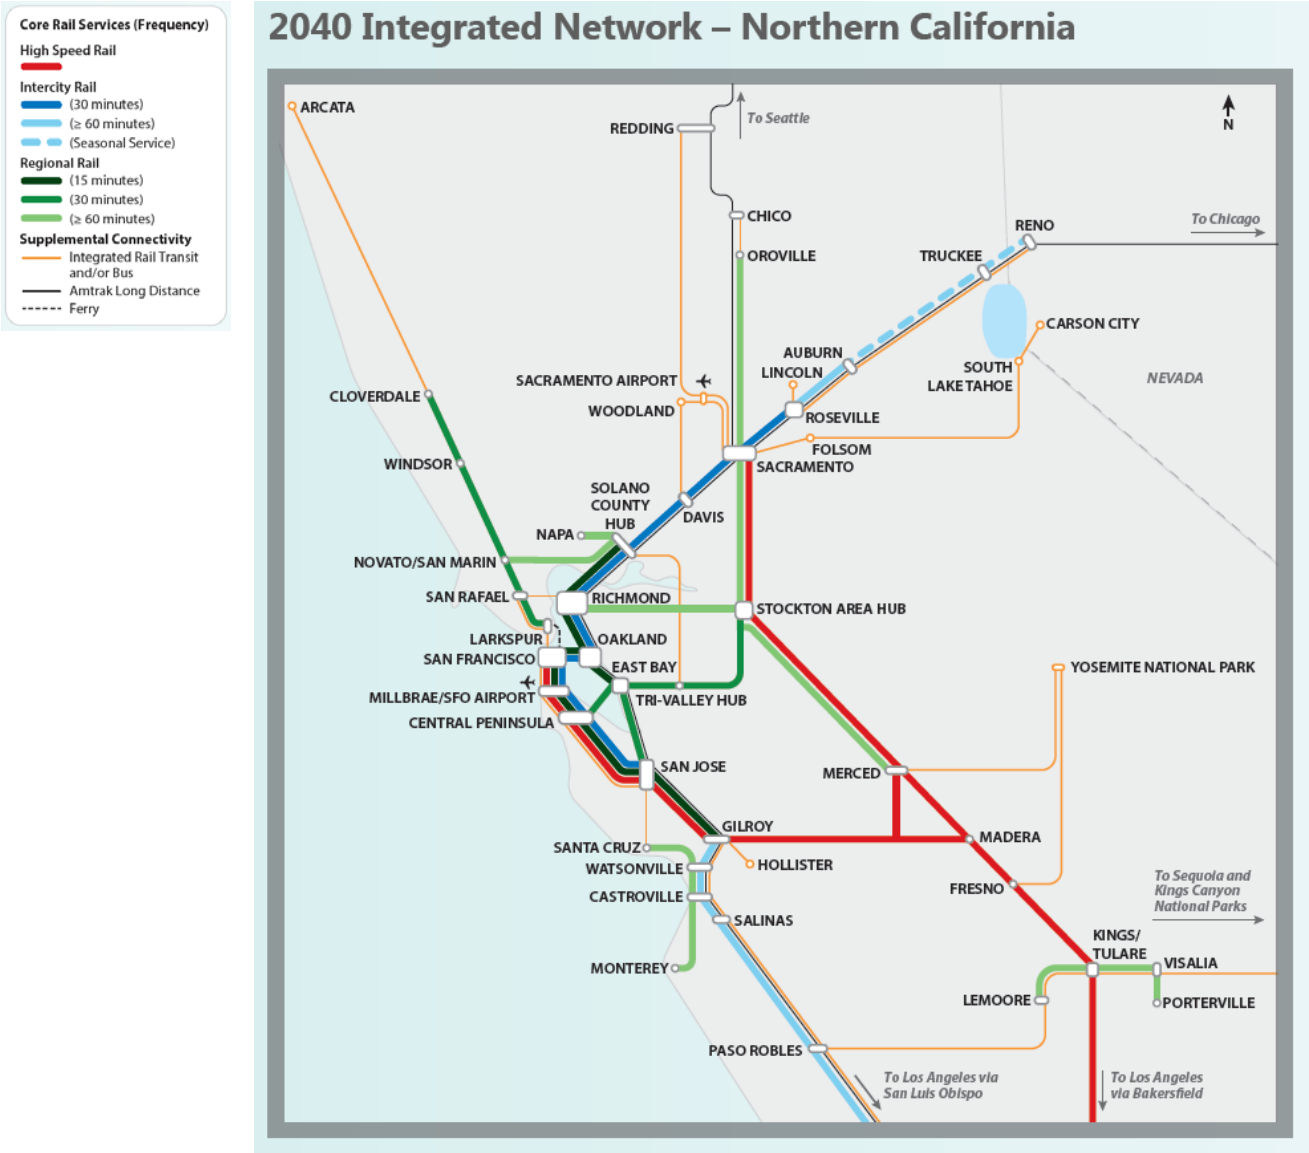 Core Rail Services (Frequency)
High Speed Rail
Intercity Rail
(30 minutes)
(≥ 60 minutes)
(Seasonal Service)
Regional Rail
(15 minutes)
(30 minutes)
(≥ 60 minutes)
Supplemental Connectivity
Integrated Rail Transit
and/or Bus
Amtrak Long Distance
Ferry
2040 Integrated Network – Northern California
ARCATA
REDDING
To Seattle
N
CHICO
To Chicago
RENO
OROVILLE
TRUCKEE
CARSON CITY
AUBURN
SOUTH
LAKE TAHOE
NEVADA
LINCOLN
SACRAMENTO AIRPORT
CLOVERDALE
WOODLAND
ROSEVILLE
FOLSOM
WINDSOR
SACRAMENTO
SOLANO
COUNTY
HUB
DAVIS
NAPA
NOVATO/SAN MARIN
SAN RAFAEL
RICHMOND
STOCKTON AREA HUB
LARKSPUR
OAKLAND
SAN FRANCISCO
EAST BAY
YOSEMITE NATIONAL PARK
MILLBRAE/SFO AIRPORT
TRI-VALLEY HUB
CENTRAL PENINSULA
SAN JOSE
MERCED
GILROY
MADERA
SANTA CRUZ
HOLLISTER
WATSONVILLE
FRESNO
To Sequoia and
Kings Canyon
National Parks
CASTROVILLE
SALINAS
KINGS/
TULARE
VISALIA
MONTEREY
LEMOORE
PORTERVILLE
PASO ROBLES
To Los Angeles via
San Luis Obispo
To Los Angeles
via Bakersfield